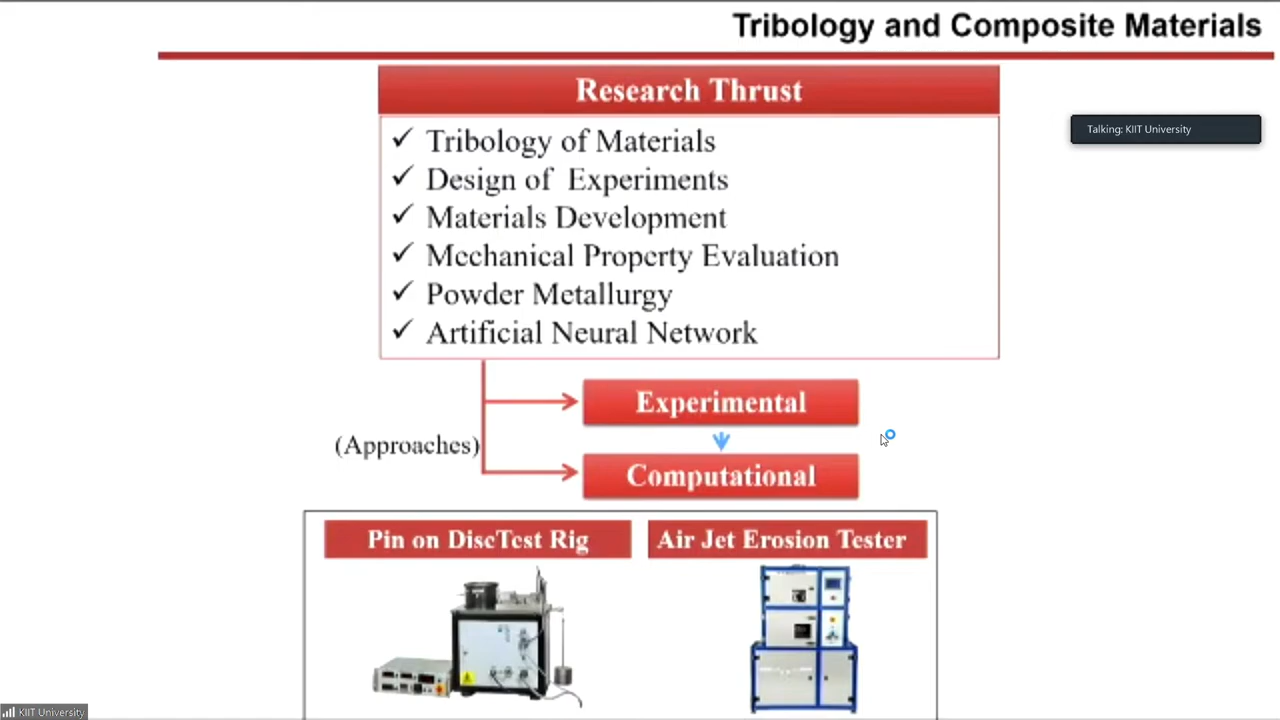 Tribology and Composite Materials
Research Thrust
Talking: KIIT University
✓ Tribology of Materials
✓ Design of Experiments
✓ Materials Development
✓ Mechanical Property Evaluation
✓ Powder Metallurgy
✓ Artificial Neural Network
Experimental
(Approaches)
Computational
Pin on DiscTest Rig
Air Jet Erosion Tester
KIIT University